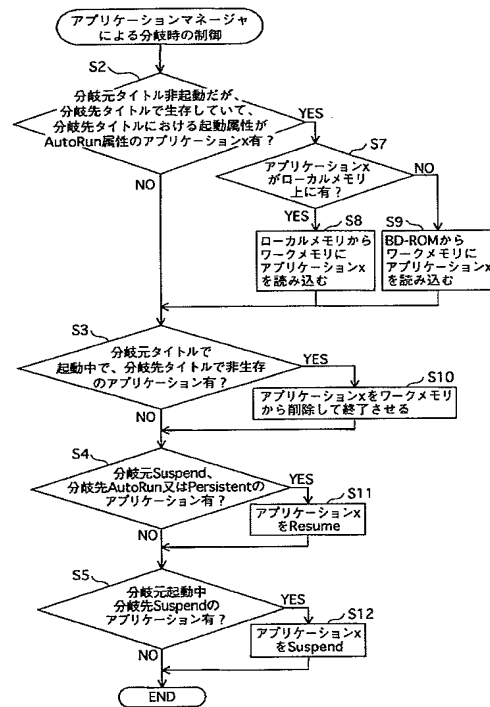 アプリケーションマネージャ
による分岐時の制御
S2
分岐元タイトル非起動だが、
分岐先タイトルで生存していて、
分岐先タイトルにおける起動属性が
AutoRun属性のアプリケーションx有？
YES
NO
S7
アプリケーションx
がローカルメモリ
上に有？
NO
YES
S8
ローカルメモリから
ワークメモリに
アプリケーションx
を読み込む
S9
BD-ROMから
ワークメモリに
アプリケーションx
を読み込む
S3
分岐元タイトルで
起動中で、分岐先タイトルで非生存
のアプリケーション有？
YES
NO
S10
アプリケーションxをワークメモリ
から削除して終了させる
S4
分岐元Suspend、
分岐先AutoRun又はPersistentの
アプリケーション有？
YES
NO
S11
アプリケーションx
をResume
S5
分岐元起動中
分岐先Suspendの
アプリケーション有？
YES
NO
S12
アプリケーションx
をSuspend
END